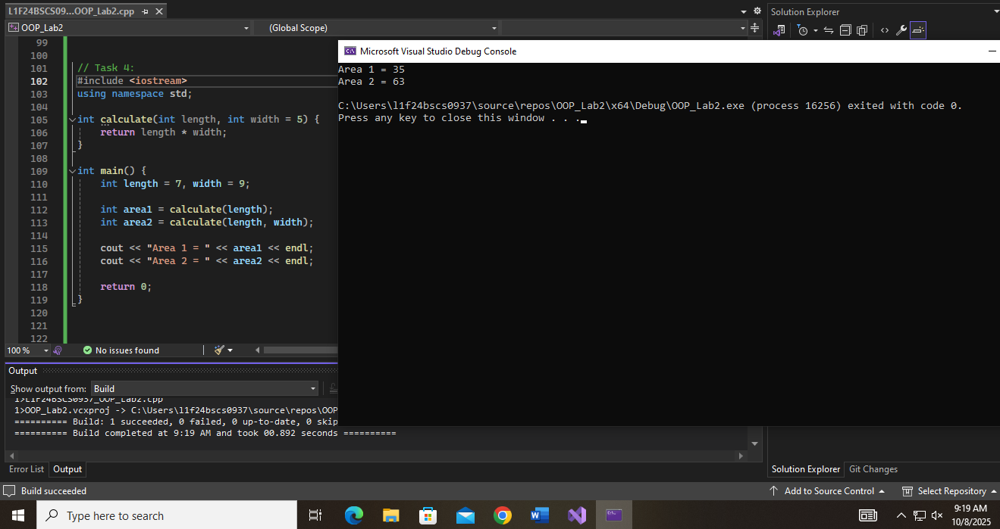 L1F24BSCS09...OOP_Lab2.cpp
Solution Explorer
OOP_Lab2
(Global Scope)
99
100
101 // Task 4:
102 #include <iostream>
103 using namespace std;
104
105 int calculate(int length, int width = 5) {
106 return length * width;
107 }
108
109 int main() {
110 int length = 7, width = 9;
111
112 int area1 = calculate(length);
113 int area2 = calculate(length, width);
114
115 cout << "Area 1 = " << area1 << endl;
116 cout << "Area 2 = " << area2 << endl;
117
118 return 0;
119 }
120
121
122
Microsoft Visual Studio Debug Console
Area 1 = 35
Area 2 = 63
C:\Users\l1f24bscs0937\source\repos\OOP_Lab2\x64\Debug\OOP_Lab2.exe (process 16256) exited with code 0.
Press any key to close this window . . .
100 %
No issues found
Output
Show output from: Build
1>L1F24BSCS0937_OOP_Lab2.cpp
1>OOP_Lab2.vcxproj -> C:\Users\l1f24bscs0937\source\repos\OOP
========== Build: 1 succeeded, 0 failed, 0 up-to-date, 0 skip
========== Build completed at 9:19 AM and took 00.892 seconds ==========
Error List Output
Solution Explorer Git Changes
Build succeeded
Add to Source Control
Select Repository
Type here to search
9:19 AM
10/8/2025